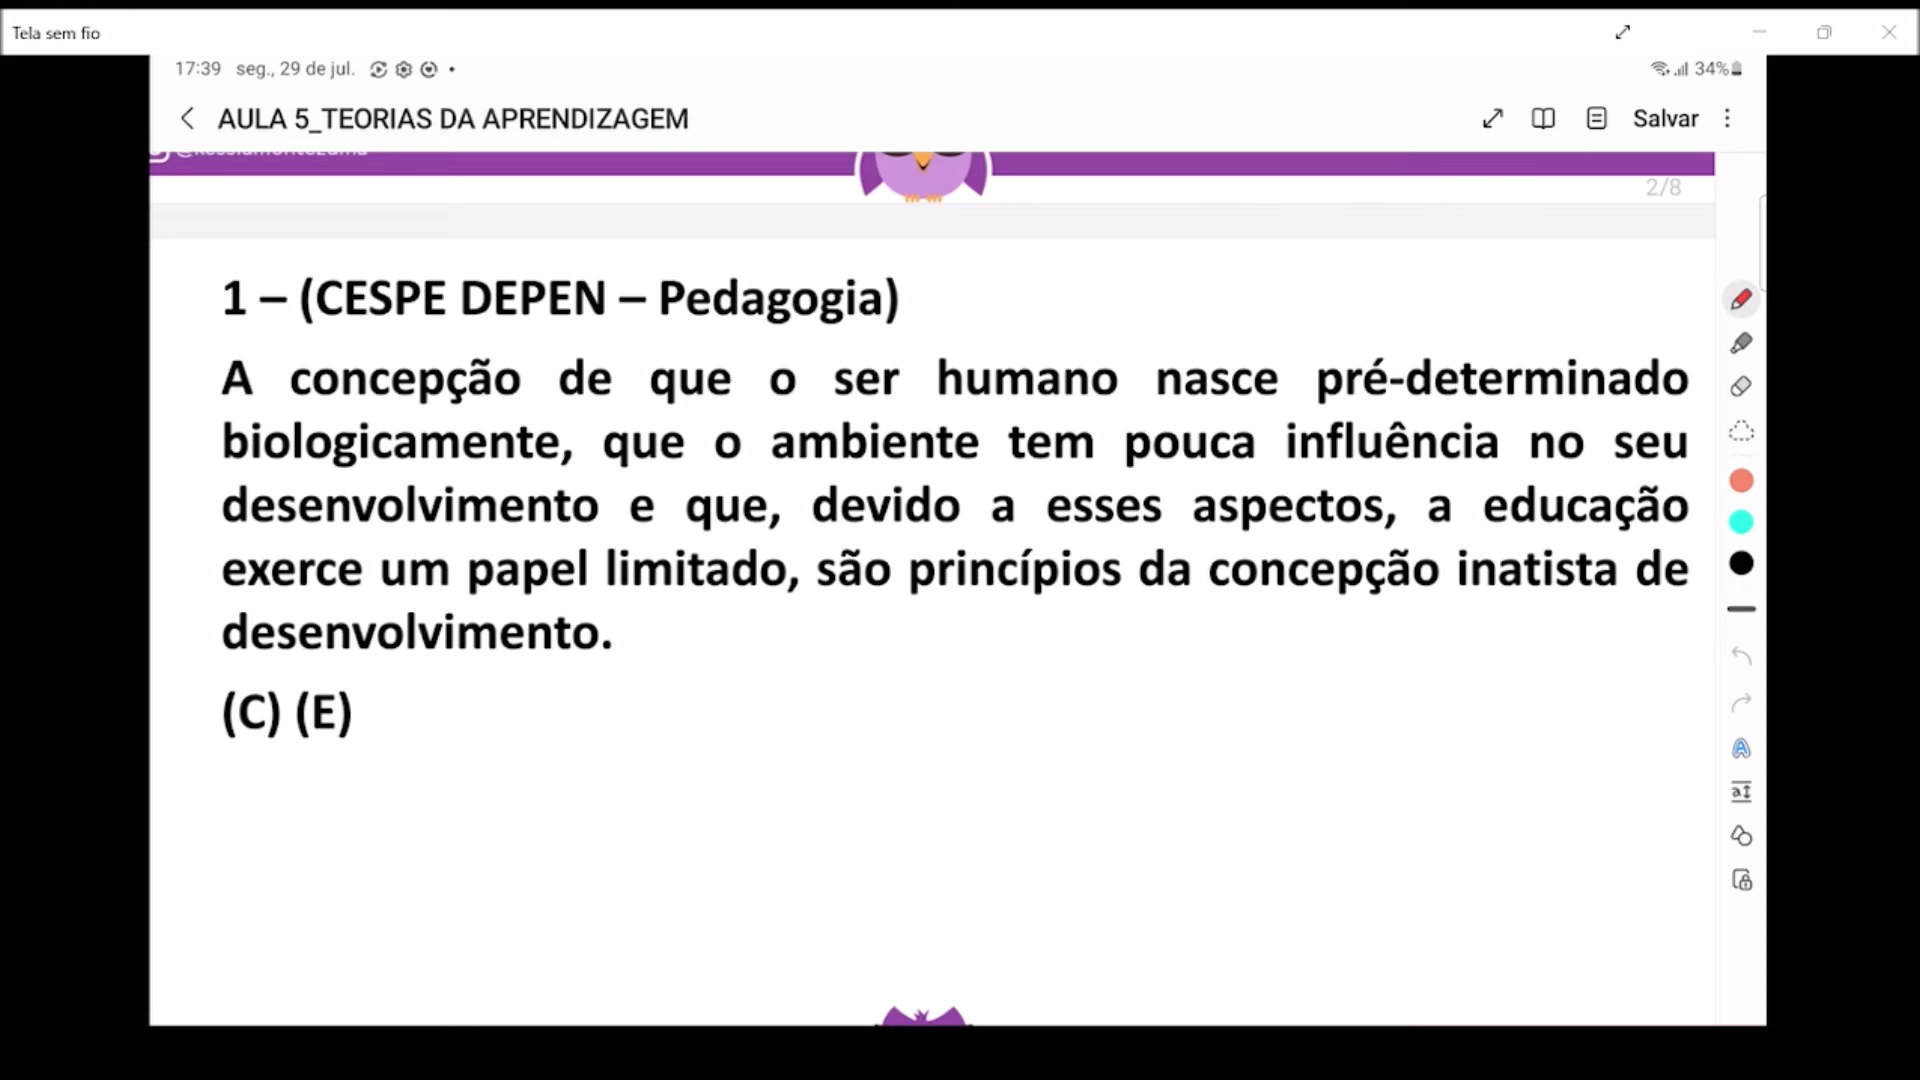 Tela sem fio
17:39 seg., 29 de jul. 34%
AULA 5_TEORIAS DA APRENDIZAGEM Salvar
2/8
1 – (CESPE DEPEN – Pedagogia)
A concepção de que o ser humano nasce pré-determinado
biologicamente, que o ambiente tem pouca influência no seu
desenvolvimento e que, devido a esses aspectos, a educação
exerce um papel limitado, são princípios da concepção inatista de
desenvolvimento.
(C) (E)